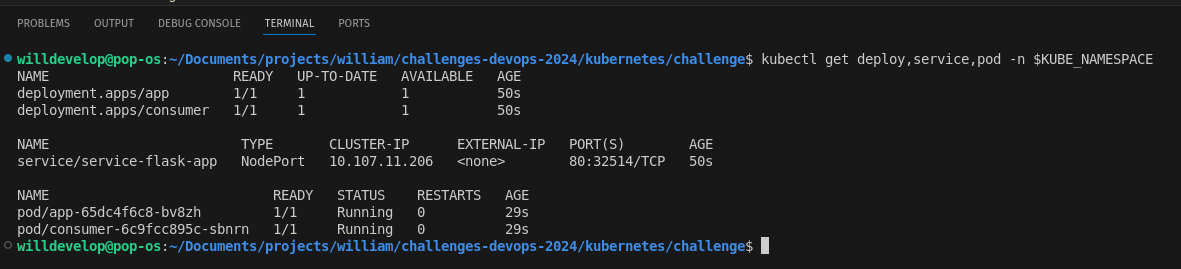 PROBLEMS OUTPUT DEBUG CONSOLE TERMINAL PORTS
willdevelop@pop-os:~/Documents/projects/william/challenges-devops-2024/kubernetes/challenge$ kubectl get deploy,service,pod -n $KUBE_NAMESPACE
NAME READY UP-TO-DATE AVAILABLE AGE
deployment.apps/app 1/1 1 1 50s
deployment.apps/consumer 1/1 1 1 50s
NAME TYPE CLUSTER-IP EXTERNAL-IP PORT(S) AGE
service/service-flask-app NodePort 10.107.11.206 <none> 80:32514/TCP 50s
NAME READY STATUS RESTARTS AGE
pod/app-65dc4f6c8-bv8zh 1/1 Running 0 29s
pod/consumer-6c9fcc895c-sbnrn 1/1 Running 0 29s
willdevelop@pop-os:~/Documents/projects/william/challenges-devops-2024/kubernetes/challenge$